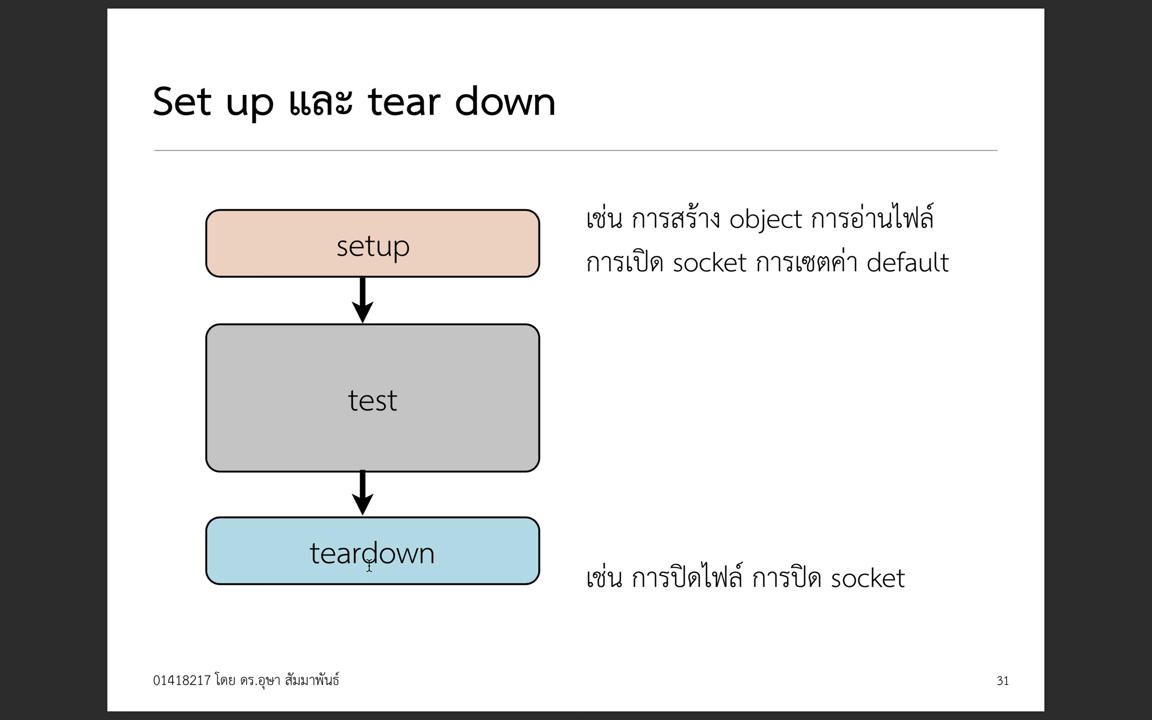 Set up และ tear down
setup
เช่น การสร้าง object การอ่านไฟล์
การเปิด socket การเซตค่า default
test
teardown
เช่น การปิดไฟล์ การปิด socket
01418217 โดย ดร.อุษา สัมมาพันธ์
31